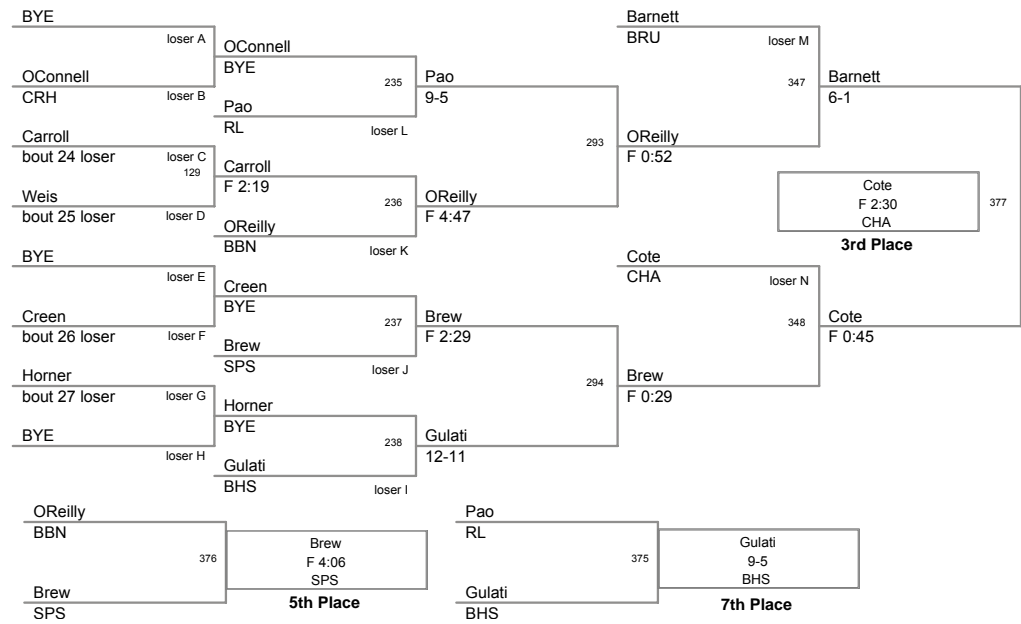 BYE
loser A
OConnell
CRH
loser B
Carroll
bout 24 loser
loser C
129
Weis
bout 25 loser
loser D
BYE
loser E
Creen
bout 26 loser
loser F
Horner
bout 27 loser
loser G
BYE
loser H
OConnell
BYE
235
Pao
RL
loser L
Carroll
F 2:19
236
OReilly
BBN
loser K
Creen
BYE
237
Brew
SPS
loser J
Horner
BYE
238
Gulati
BHS
loser I
Pao
9-5
293
OReilly
F 4:47
Brew
F 2:29
294
Gulati
12-11
Barnett
BRU
loser M
347
OReilly
F 0:52
Cote
CHA
loser N
348
Brew
F 0:29
Barnett
6-1
Cote
F 2:30
CHA
377
3rd Place
Cote
F 0:45
OReilly
BBN
376
Brew
SPS
Brew
F 4:06
SPS
5th Place
Pao
RL
375
Gulati
BHS
Gulati
9-5
BHS
7th Place